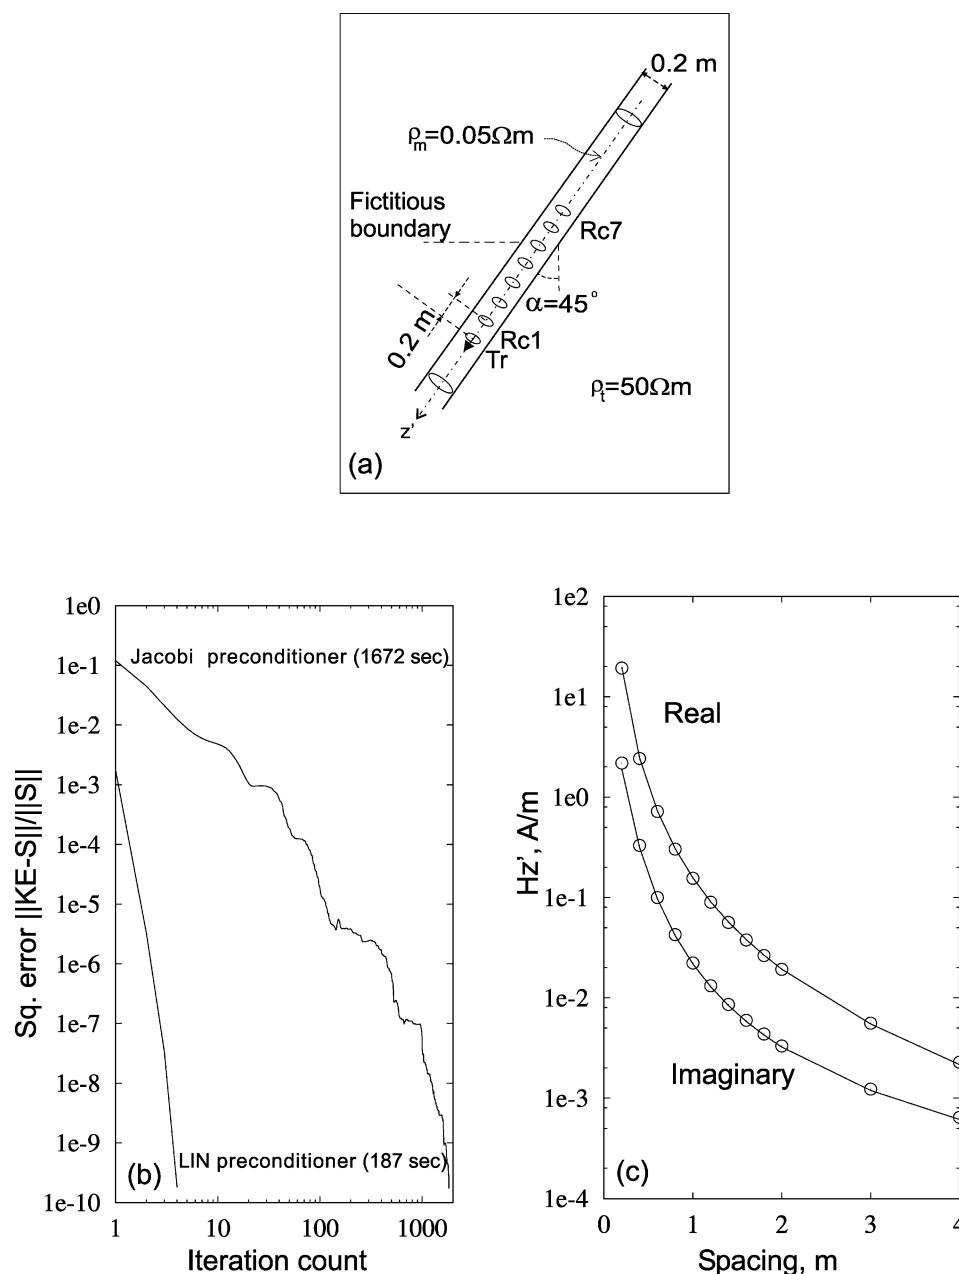 0.2 m
ρm=0.05Ωm
Fictitious
boundary
Rc7
α=45°
0.2 m
Rc1
Tr
ρt=50Ωm
z'
(a)
1e0
Jacobi preconditioner (1672 sec)
1e-1
1e-2
1e-3
1e-4
1e-5
1e-6
1e-7
1e-8
1e-9
1e-10
Sq. error ||KE-S||/||S||
LIN preconditioner (187 sec)
(b)
1 10 100 1000
Iteration count
1e2
1e1
1e0
1e-1
1e-2
1e-3
1e-4
Hz', A/m
Real
Imaginary
(c)
0 1 2 3 4
Spacing, m